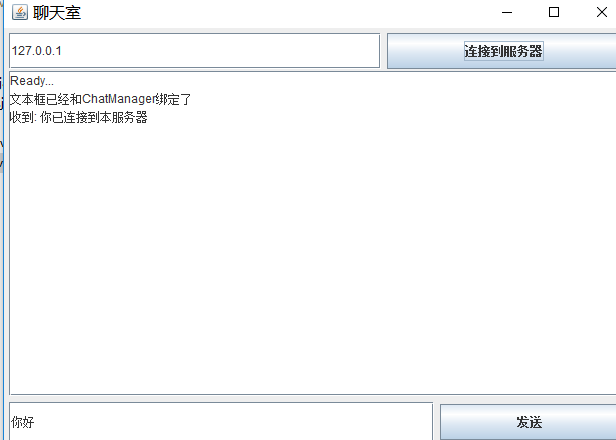 聊天室
127.0.0.1
连接到服务器
Ready...
文本框已经和ChatManager绑定了
收到: 你已连接到本服务器
你好
发送